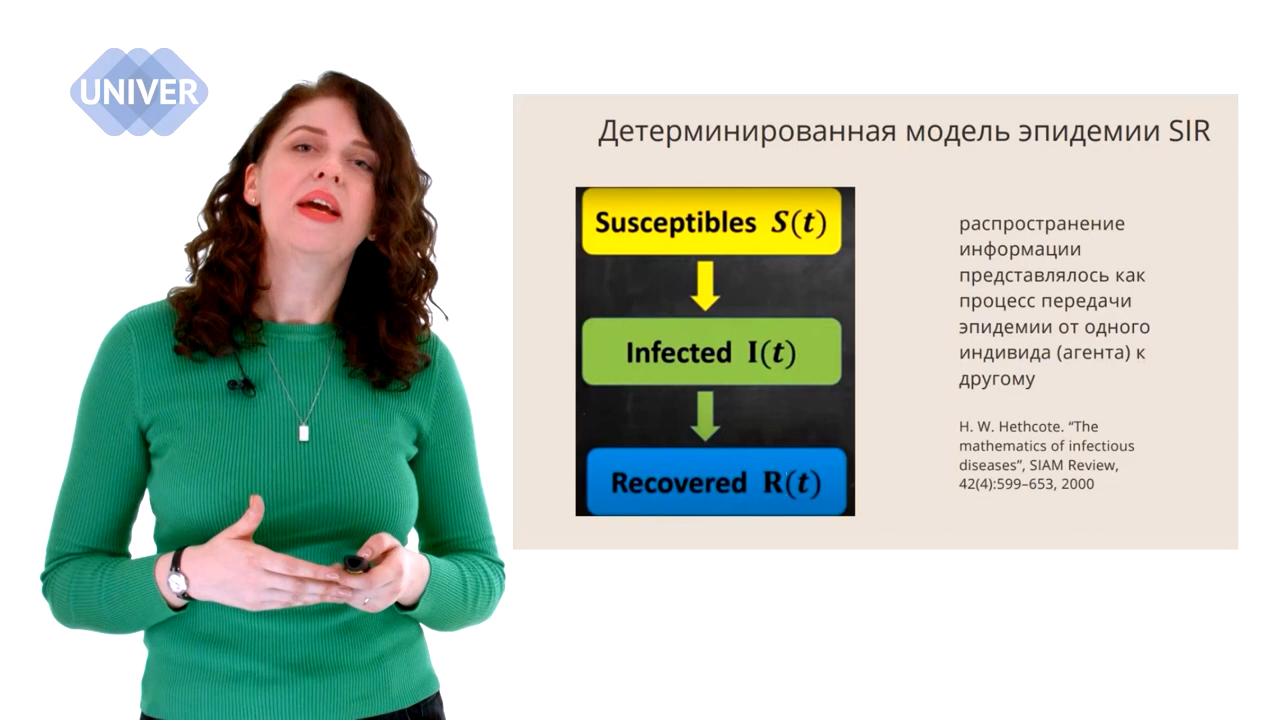 UNIVER
Детерминированная модель эпидемии SIR
Susceptibles S(t)
Infected I(t)
Recovered R(t)
распространение
информации
представлялось как
процесс передачи
эпидемии от одного
индивида (агента) к
другому
H. W. Hethcote. “The
mathematics of infectious
diseases”, SIAM Review,
42(4):599–653, 2000